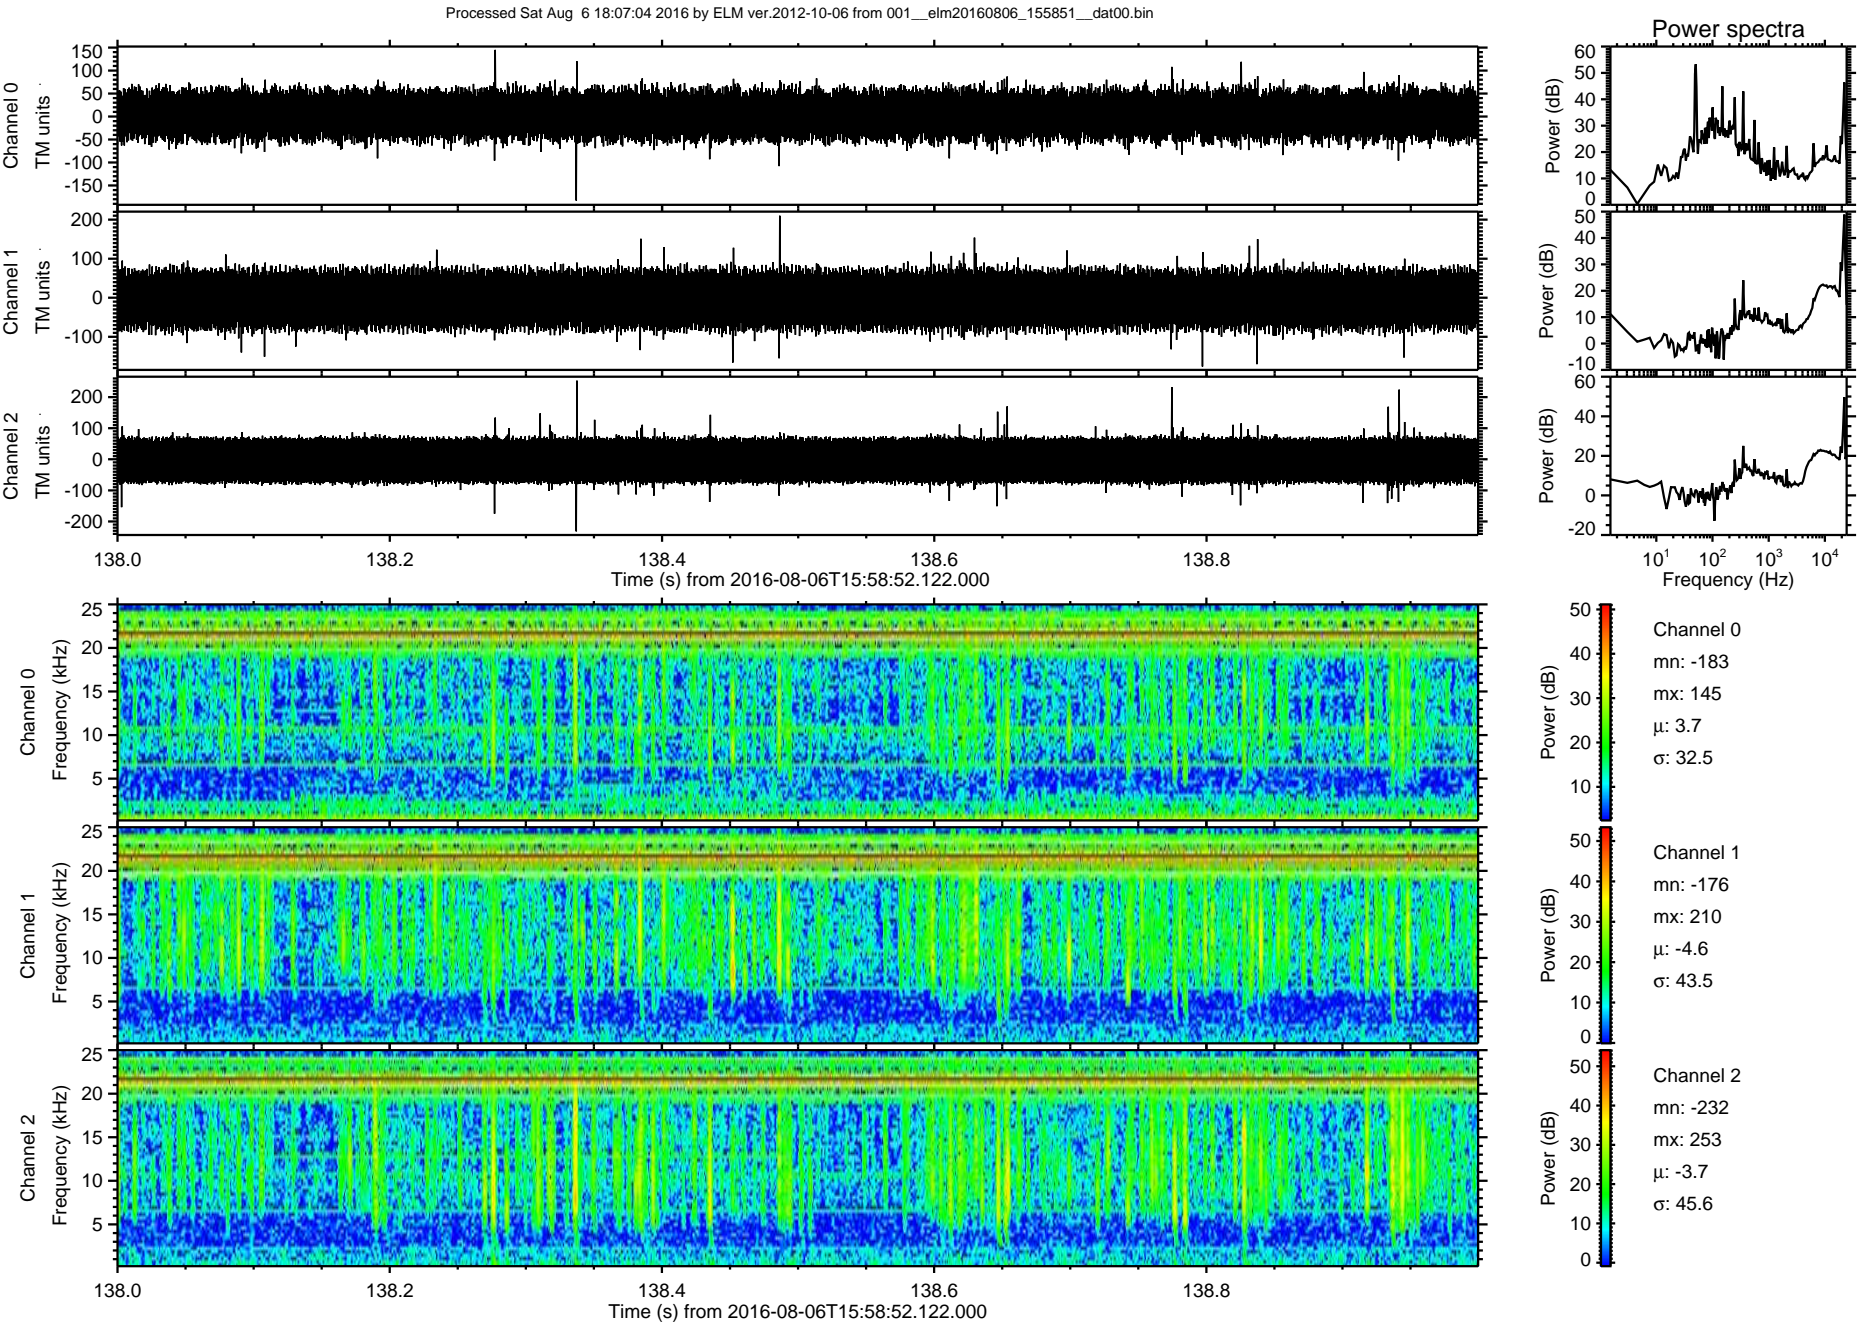 Processed Sat Aug  6 18:07:04 2016 by ELM ver.2012-10-06 from 001__elm20160806_155851__dat00.bin
Power spectra
Channel 0
TM units
150
100
50
0
-50
-100
-150
Power (dB)
60
50
40
30
20
10
0
Channel 1
TM units
200
100
0
-100
Power (dB)
50
40
30
20
10
0
-10
Channel 2
TM units
200
100
0
-100
-200
Power (dB)
60
40
20
0
-20
138.0 138.2 138.4 138.6 138.8
Time (s) from 2016-08-06T15:58:52.122.000
10¹ 10² 10³ 10⁴
Frequency (Hz)
Channel 0
Frequency (kHz)
25
20
15
10
5
Power (dB)
50
40
30
20
10
Channel 0
mn: -183
mx: 145
μ: 3.7
σ: 32.5
Channel 1
Frequency (kHz)
25
20
15
10
5
Power (dB)
50
40
30
20
10
0
Channel 1
mn: -176
mx: 210
μ: -4.6
σ: 43.5
Channel 2
Frequency (kHz)
25
20
15
10
5
Power (dB)
50
40
30
20
10
0
Channel 2
mn: -232
mx: 253
μ: -3.7
σ: 45.6
138.0 138.2 138.4 138.6 138.8
Time (s) from 2016-08-06T15:58:52.122.000